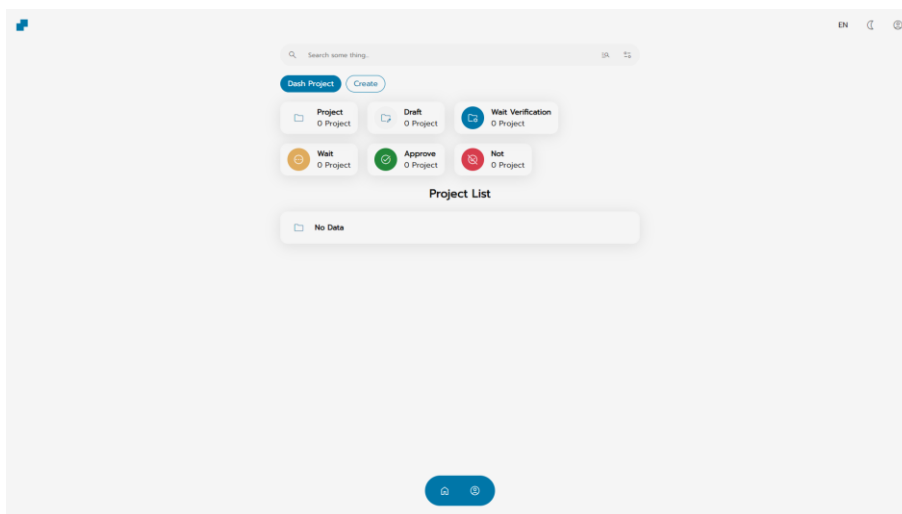 EN
Search some thing..
Dash Project
Create
Project
0 Project
Draft
0 Project
Wait Verification
0 Project
Wait
0 Project
Approve
0 Project
Not
0 Project
Project List
No Data